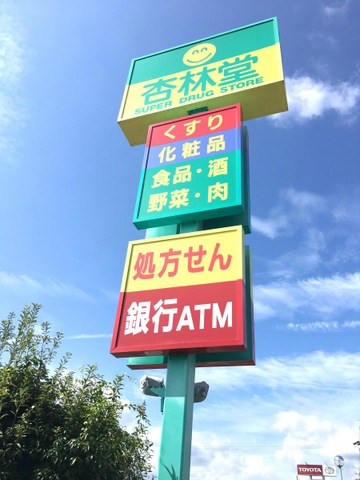 杏林堂
SUPER DRUG STORE
くすり
化粧品
食品・酒
野菜・肉
処方せん
銀行ATM
TOYOTA